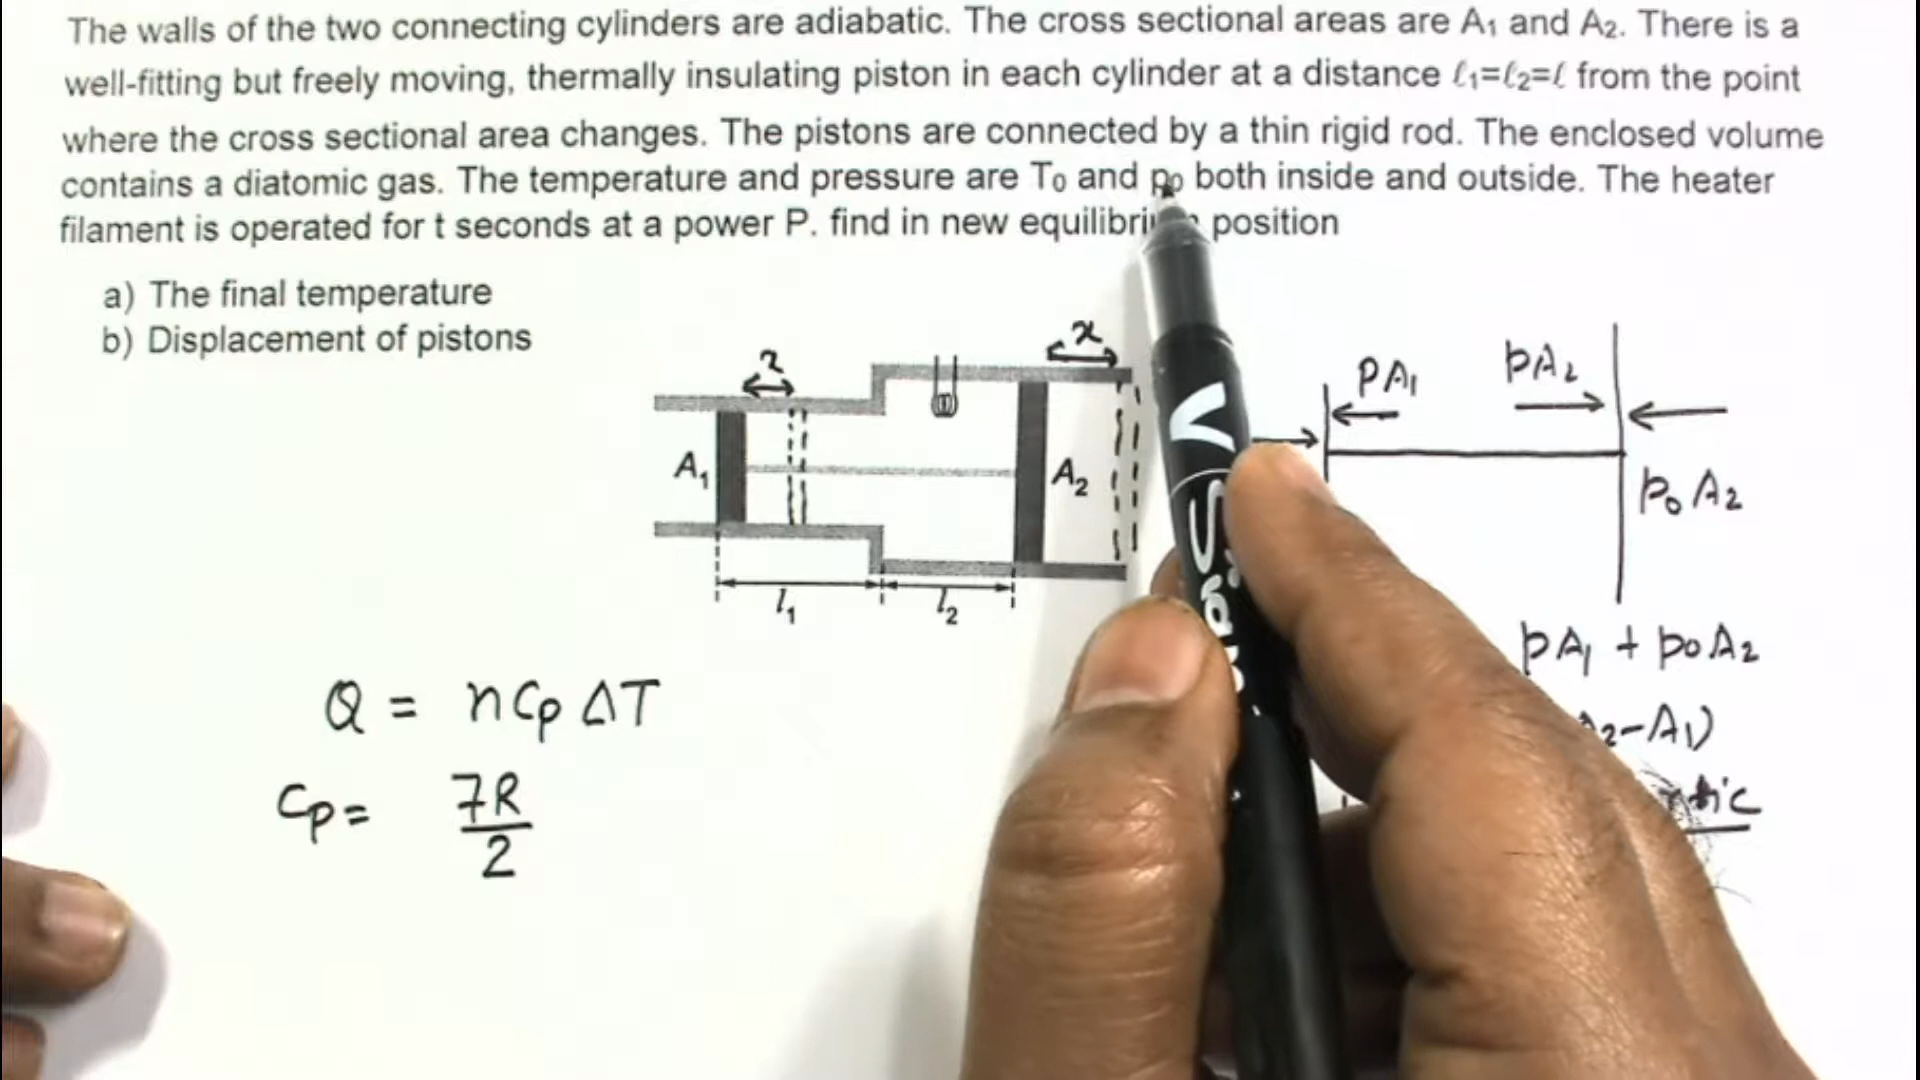 The walls of the two connecting cylinders are adiabatic. The cross sectional areas are A₁ and A₂. There is a
well-fitting but freely moving, thermally insulating piston in each cylinder at a distance ℓ₁=ℓ₂=ℓ from the point
where the cross sectional area changes. The pistons are connected by a thin rigid rod. The enclosed volume
contains a diatomic gas. The temperature and pressure are T₀ and p₀ both inside and outside. The heater
filament is operated for t seconds at a power P. find in new position
a) The final temperature
b) Displacement of pistons
x
x
A₁
A₂
l₁
l₂
PA₁
PA₂
P₀A₂
PA₁ + P₀A₂
₂-A₁)
Q = nCp ΔT
Cp = 7R/2